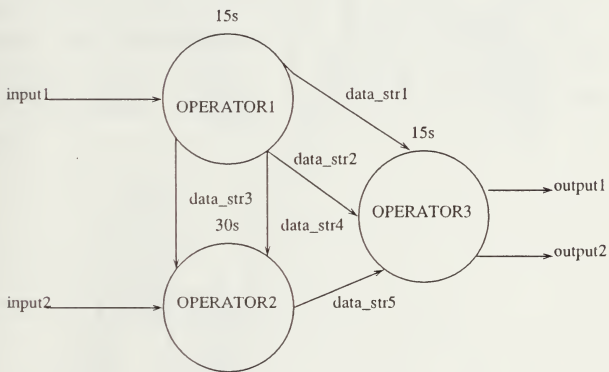 15s
input1
OPERATOR1
data_str1
15s
data_str2
output1
data_str3
OPERATOR3
30s
data_str4
output2
input2
OPERATOR2
data_str5